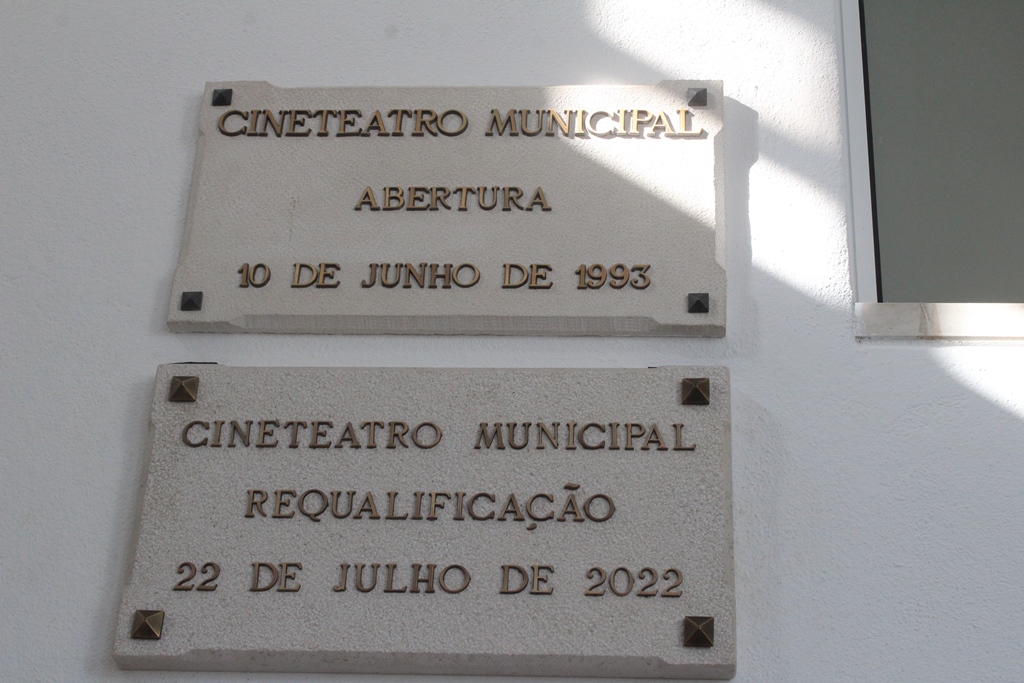 CINETEATRO MUNICIPAL
ABERTURA
10 DE JUNHO DE 1993
CINETEATRO MUNICIPAL
REQUALIFICAÇÃO
22 DE JULHO DE 2022